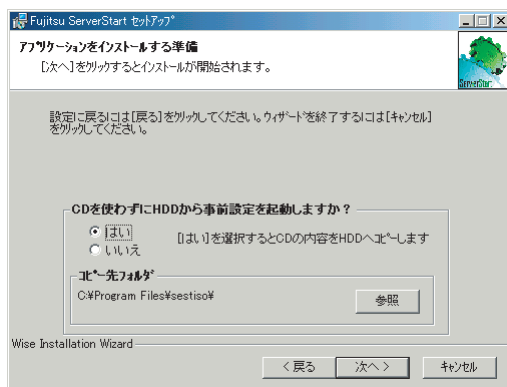 Fujitsu ServerStart セットアップ
アプリケーションをインストールする準備
[次へ]をクリックするとインストールが開始されます。
ServerStart
設定に戻るには[戻る]をクリックしてください。ウィザードを終了するには[キャンセル]
をクリックしてください。
CDを使わずにHDDから事前設定を起動しますか?
はい
いいえ
[はい]を選択するとCDの内容をHDDへコピーします
コピー先フォルダ
C:¥Program Files¥sestiso¥
参照
Wise Installation Wizard
< 戻る
次へ >
キャンセル